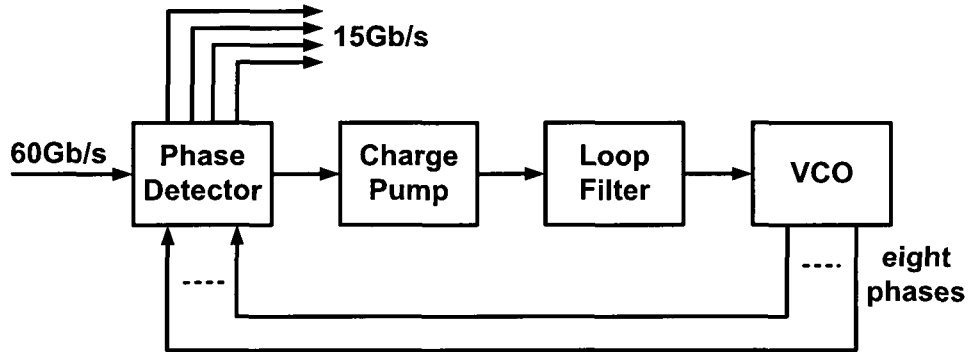 15Gb/s
60Gb/s
Phase
Detector
Charge
Pump
Loop
Filter
VCO
eight
phases